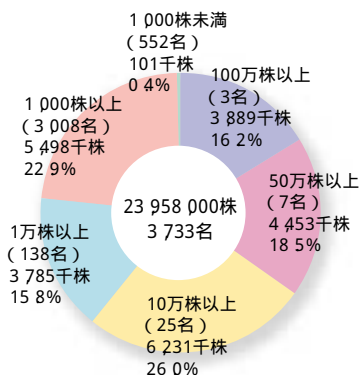 1,000株未満
(552名)
101千株
0.4%
100万株以上
(3名)
3,889千株
16.2%
50万株以上
(7名)
4,453千株
18.5%
10万株以上
(25名)
6,231千株
26.0%
1万株以上
(138名)
3,785千株
15.8%
1,000株以上
(3,008名)
5,498千株
22.9%
23,958,000株
3,733名